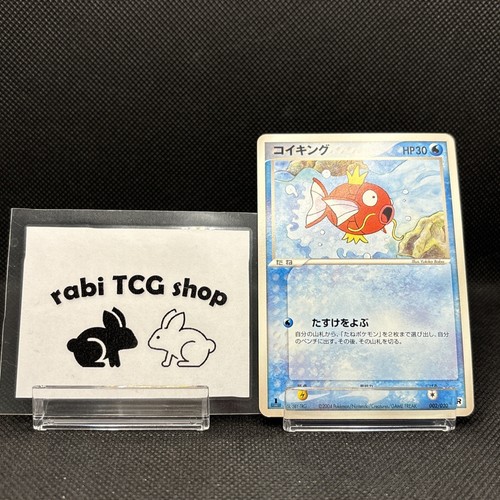 rabi TCG shop
コイキング
HP30
たね
たすけをよぶ
自分の山札から、「たねポケモン」を2枚まで選び出し、自分
のベンチに出す。その後、その山札を切る。
©2004 Pokémon/Nintendo/Creatures/GAME FREAK.